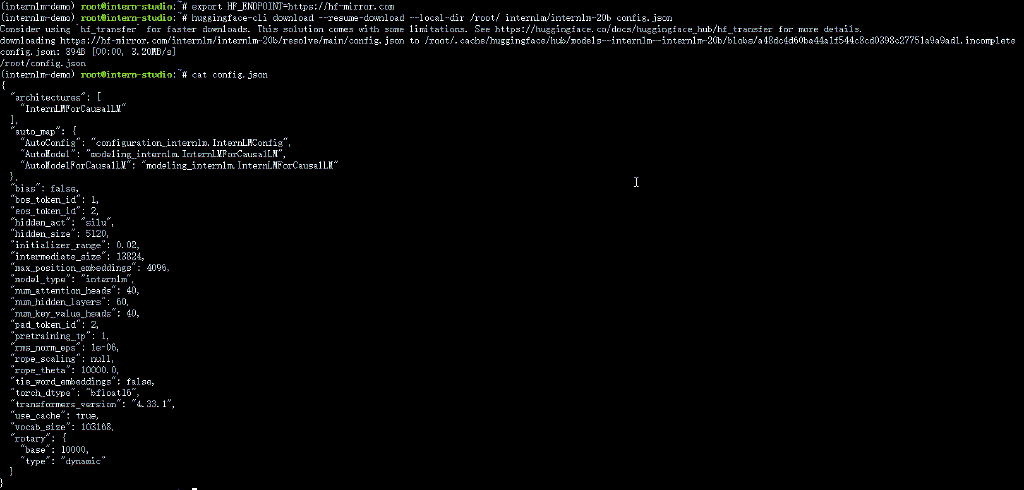 (internlm-demo) root@intern-studio:~# export HF_ENDPOINT=https://hf-mirror.com
(internlm-demo) root@intern-studio:~# huggingface-cli download --resume-download --local-dir /root/ internlm/internlm-20b config.json
Consider using `hf_transfer` for faster downloads. This solution comes with some limitations. See https://huggingface.co/docs/huggingface_hub/hf_transfer for more details.
downloading https://hf-mirror.com/internlm/internlm-20b/resolve/main/config.json to /root/.cache/huggingface/hub/models--internlm--internlm-20b/blobs/
config.json: 894B [00:00, 3.20MB/s]
/root/config.json
(internlm-demo) root@intern-studio:~# cat config.json
{
"architectures": [
"InternLMForCausalLM"
],
"auto_map": {
"AutoConfig": "configuration_internlm.InternLMConfig",
"AutoModel": "modeling_internlm.InternLMForCausalLM",
"AutoModelForCausalLM": "modeling_internlm.InternLMForCausalLM"
},
"bias": false,
"bos_token_id": 1,
"eos_token_id": 2,
"hidden_act": "silu",
"hidden_size": 5120,
"initializer_range": 0.02,
"intermediate_size": 13824,
"max_position_embeddings": 4096,
"model_type": "internlm",
"num_attention_heads": 40,
"num_hidden_layers": 60,
"num_key_value_heads": 40,
"pad_token_id": 2,
"pretraining_tp": 1,
"rms_norm_eps": 1e-06,
"rope_scaling": null,
"rope_theta": 10000.0,
"tie_word_embeddings": false,
"torch_dtype": "bfloat16",
"transformers_version": "4.33.1",
"use_cache": true,
"vocab_size": 103168,
"rotary": {
"base": 10000,
"type": "dynamic"
}
}